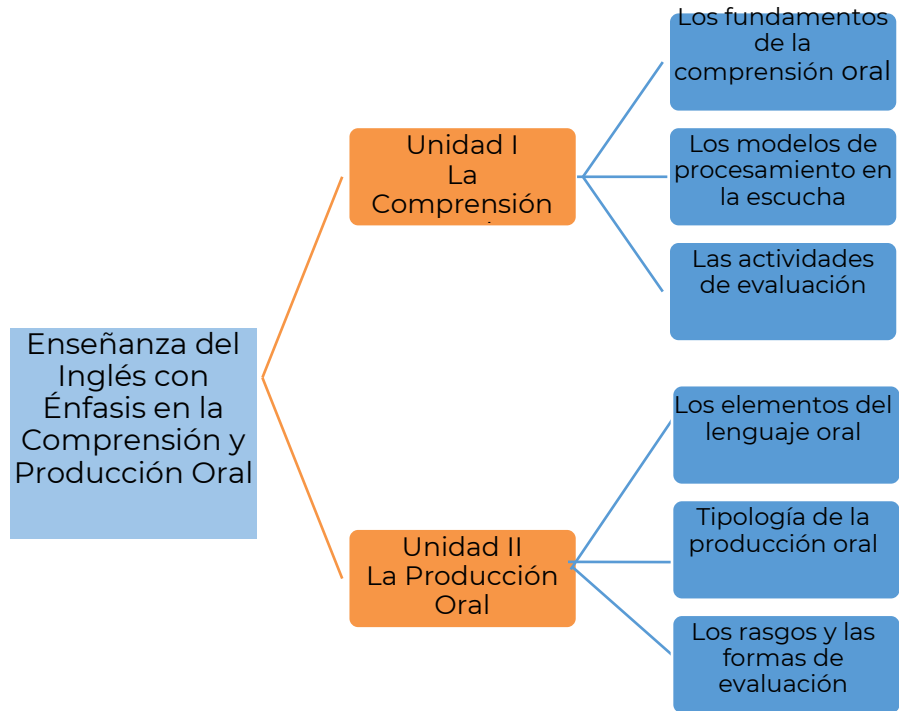 Enseñanza del
Inglés con
Énfasis en la
Comprensión y
Producción Oral
Unidad I
La
Comprensión
Los fundamentos
de la
comprensión oral
Los modelos de
procesamiento en
la escucha
Las actividades
de evaluación
Unidad II
La Producción
Oral
Los elementos del
lenguaje oral
Tipología de la
producción oral
Los rasgos y las
formas de
evaluación